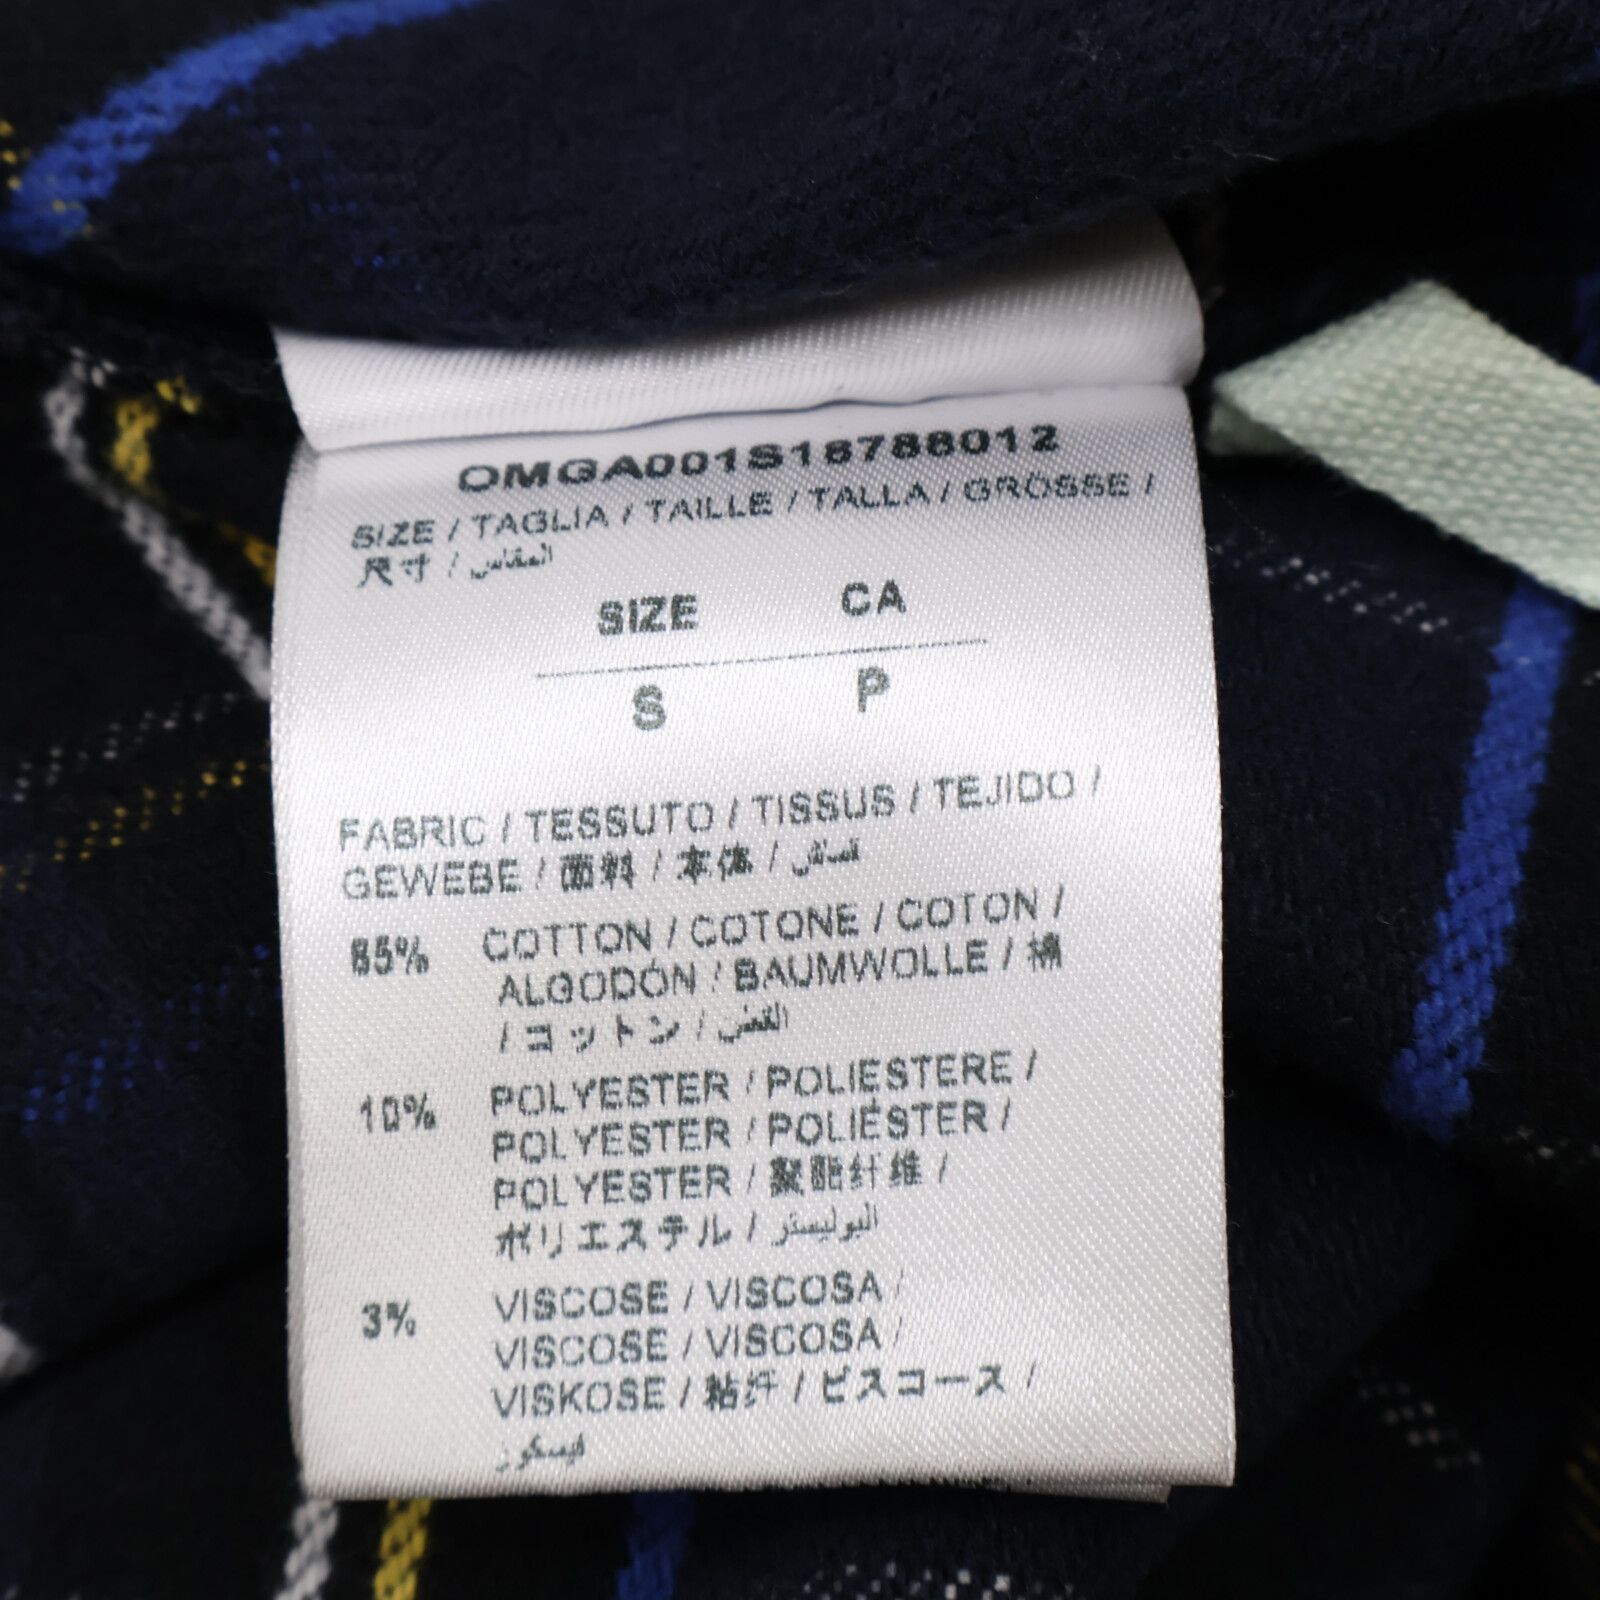 OMGA001S18788012
SIZE / TAGLIA / TAILLE / TALLA / GRÖSSE /
尺寸 / المقاس
SIZE CA
S P
FABRIC / TESSUTO / TISSUS / TEJIDO /
GEWEBE / 面料 / 本体 / قماش
85% COTTON / COTONE / COTON /
ALGODÓN / BAUMWOLLE / 棉
/ コットン / القطن
10% POLYESTER / POLIESTERE /
POLYESTER / POLIÉSTER /
POLYESTER / 聚酯纤维 /
ポリエステル / البوليستر
3% VISCOSE / VISCOSA /
VISCOSE / VISCOSA /
VISKOSE / 粘纤 / ビスコース /
فيسكوز